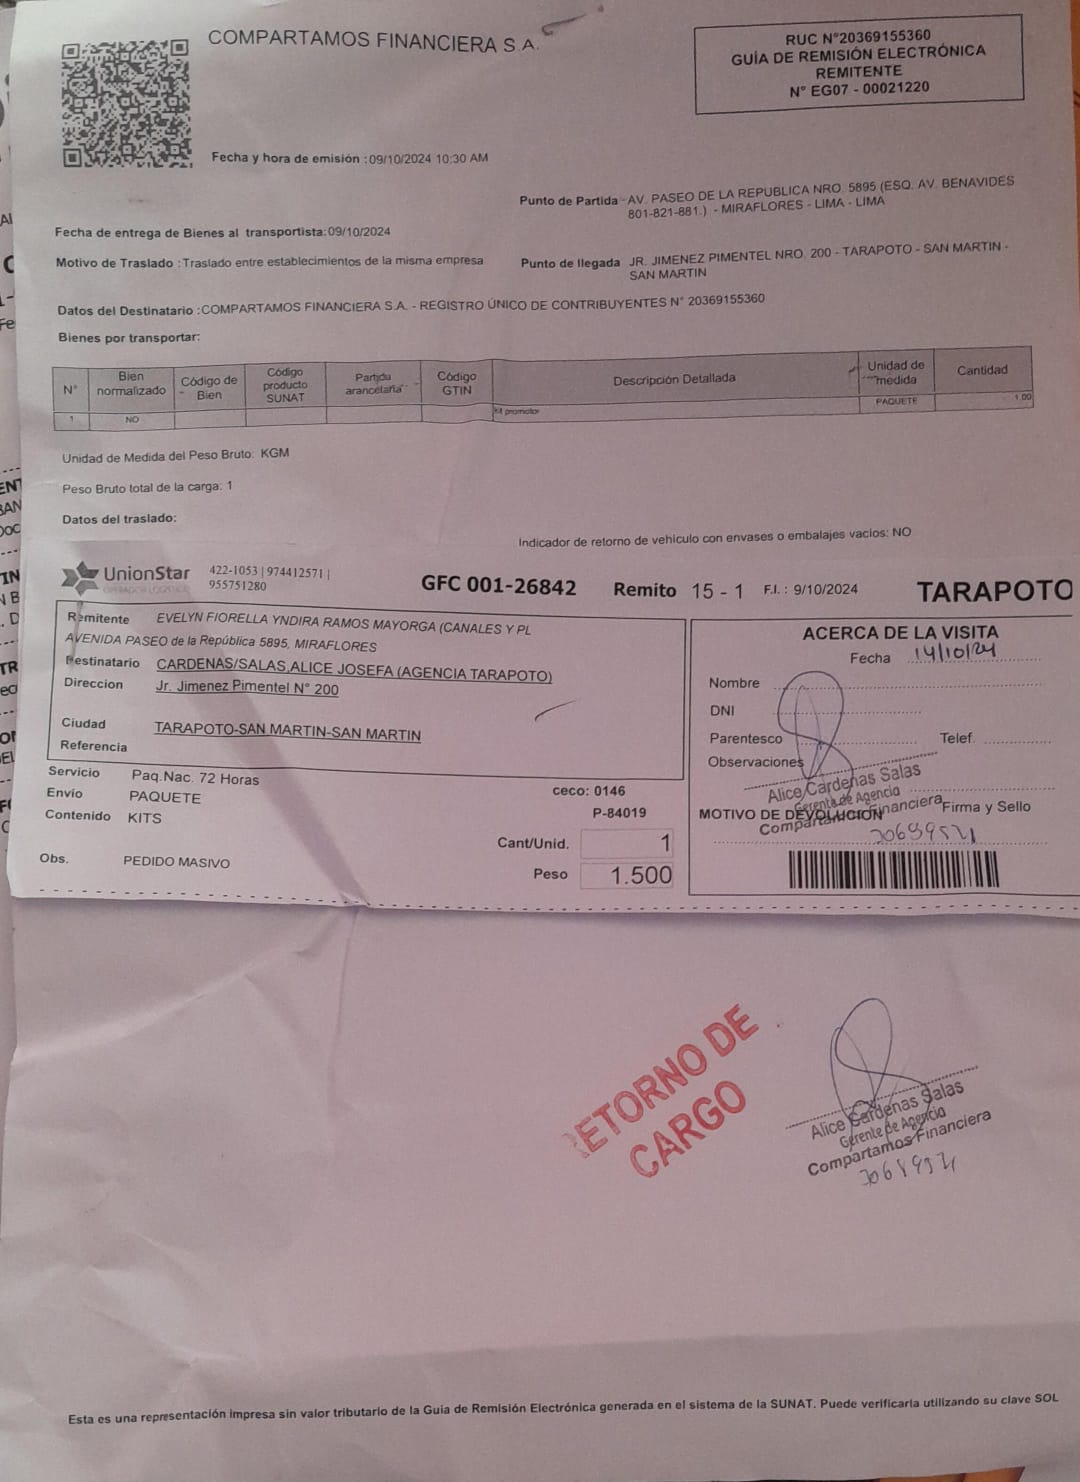 COMPARTAMOS FINANCIERA S.A.
RUC N°20369155360
GUÍA DE REMISIÓN ELECTRÓNICA
REMITENTE
N° EG07 - 00021220
Fecha y hora de emisión :09/10/2024 10:30 AM
Punto de Partida -AV. PASEO DE LA REPUBLICA NRO. 5895 (ESQ. AV. BENAVIDES
801-821-881.) - MIRAFLORES - LIMA - LIMA
Fecha de entrega de Bienes al transportista:09/10/2024
Motivo de Traslado :Traslado entre establecimientos de la misma empresa
Punto de llegada JR. JIMENEZ PIMENTEL NRO. 200 - TARAPOTO - SAN MARTIN -
SAN MARTIN
Datos del Destinatario :COMPARTAMOS FINANCIERA S.A. - REGISTRO ÚNICO DE CONTRIBUYENTES N° 20369155360
Bienes por transportar:
N° Bien normalizado Código de Bien Código producto SUNAT Partida arancelaria Código GTIN Descripción Detallada Unidad de medida Cantidad
1 NO Kit promotor PAQUETE 1.00
Unidad de Medida del Peso Bruto: KGM
Peso Bruto total de la carga: 1
Datos del traslado:
Indicador de retorno de vehículo con envases o embalajes vacíos: NO
UnionStar
OPERADOR LOGISTICO
422-1053 | 974412571 |
955751280
GFC 001-26842 Remito 15 - 1 F.I. : 9/10/2024 TARAPOTO
Remitente EVELYN FIORELLA YNDIRA RAMOS MAYORGA (CANALES Y PL
AVENIDA PASEO de la República 5895, MIRAFLORES
Destinatario CARDENAS/SALAS,ALICE JOSEFA (AGENCIA TARAPOTO)
Direccion Jr. Jimenez Pimentel N° 200
Ciudad TARAPOTO-SAN MARTIN-SAN MARTIN
Referencia
Servicio Paq.Nac. 72 Horas
Envío PAQUETE
Contenido KITS
Obs. PEDIDO MASIVO
ceco: 0146
P-84019
Cant/Unid. 1
Peso 1.500
ACERCA DE LA VISITA
Fecha 14/10/24
Nombre
DNI
Parentesco Telef.
Observaciones
Alice Cardenas Salas
Gerente de Agencia
Compartamos Financiera
MOTIVO DE DEVOLUCION Firma y Sello
RETORNO DE
CARGO
Alice Cardenas Salas
Gerente de Agencia
Compartamos Financiera
Esta es una representación impresa sin valor tributario de la Guia de Remisión Electrónica generada en el sistema de la SUNAT. Puede verificarla utilizando su clave SOL